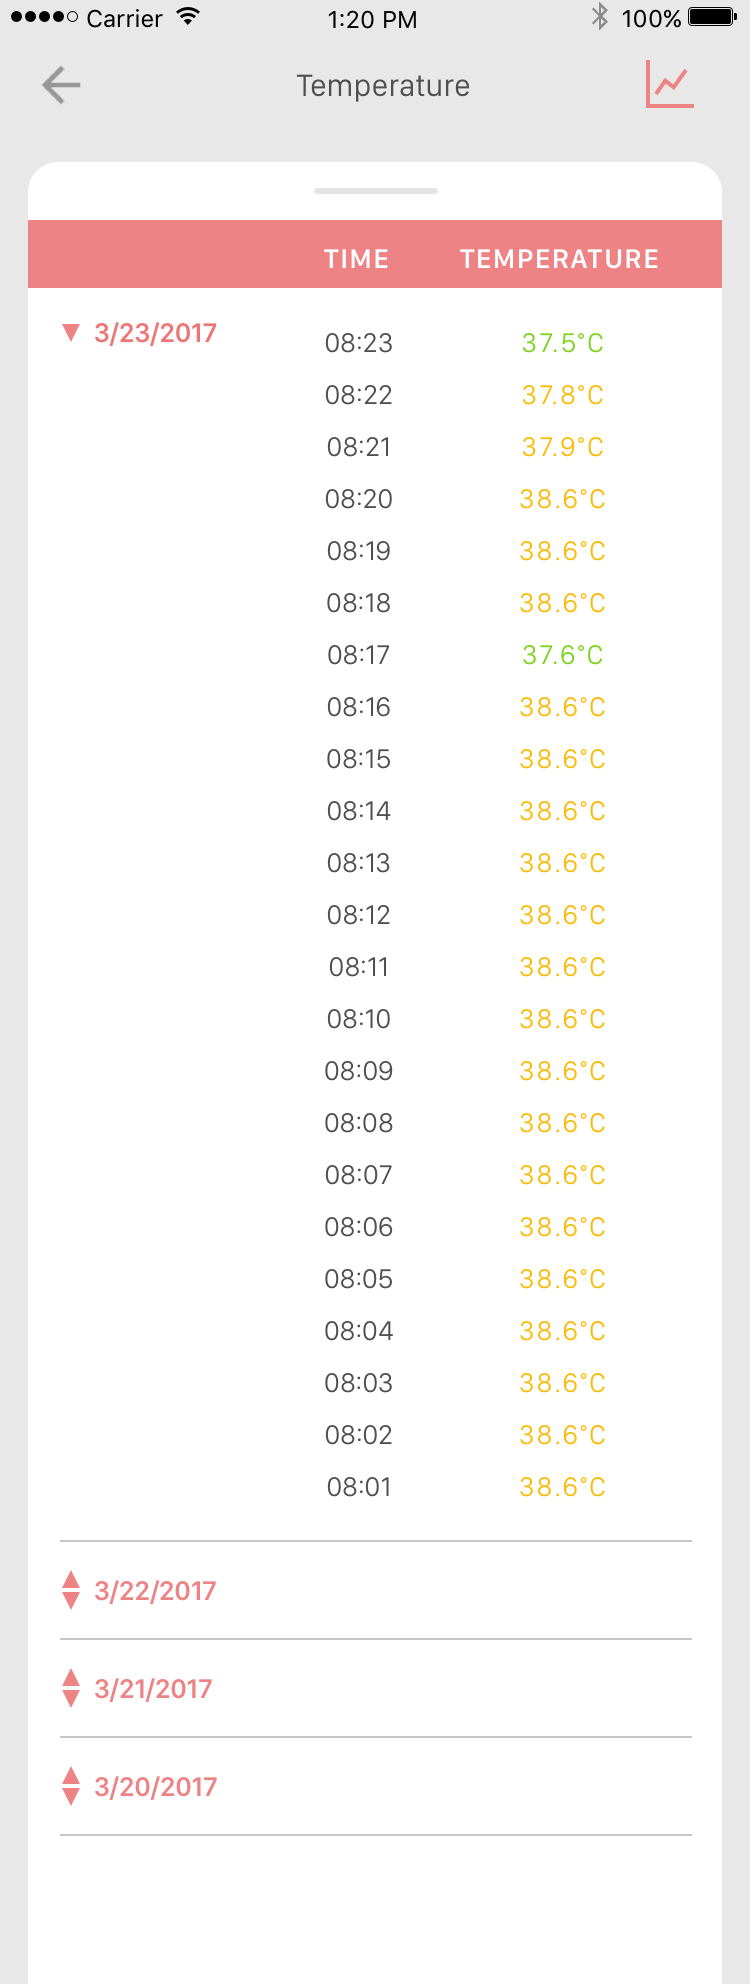 Carrier 1:20 PM 100%
Temperature
TIME TEMPERATURE
3/23/2017 08:23 37.5°C
08:22 37.8°C
08:21 37.9°C
08:20 38.6°C
08:19 38.6°C
08:18 38.6°C
08:17 37.6°C
08:16 38.6°C
08:15 38.6°C
08:14 38.6°C
08:13 38.6°C
08:12 38.6°C
08:11 38.6°C
08:10 38.6°C
08:09 38.6°C
08:08 38.6°C
08:07 38.6°C
08:06 38.6°C
08:05 38.6°C
08:04 38.6°C
08:03 38.6°C
08:02 38.6°C
08:01 38.6°C
3/22/2017
3/21/2017
3/20/2017